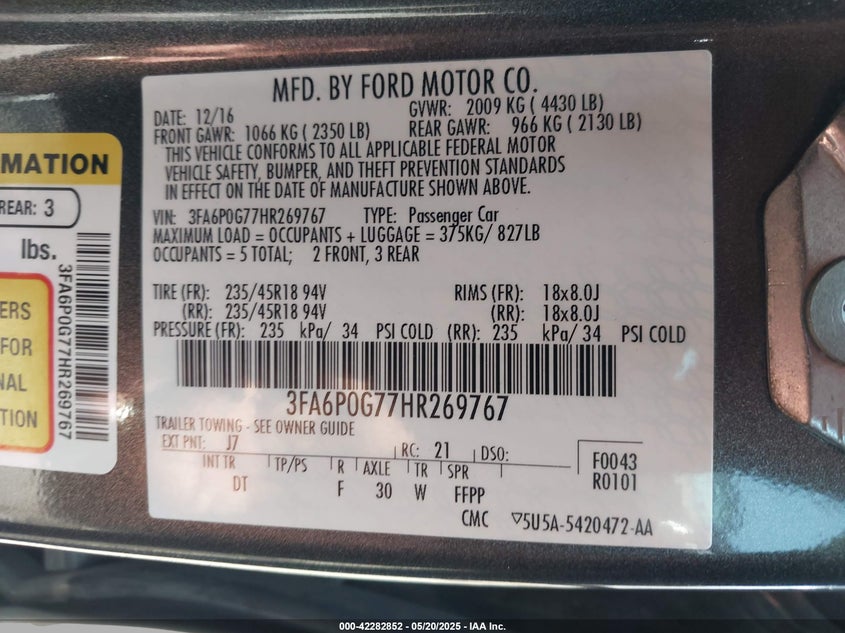 MFD. BY FORD MOTOR CO.
DATE: 12/16 GVWR: 2009 KG ( 4430 LB)
FRONT GAWR: 1066 KG ( 2350 LB) REAR GAWR: 966 KG ( 2130 LB)
THIS VEHICLE CONFORMS TO ALL APPLICABLE FEDERAL MOTOR
VEHICLE SAFETY, BUMPER, AND THEFT PREVENTION STANDARDS
IN EFFECT ON THE DATE OF MANUFACTURE SHOWN ABOVE.
VIN: 3FA6P0G77HR269767 TYPE: Passenger Car
MAXIMUM LOAD = OCCUPANTS + LUGGAGE = 375KG/ 827LB
OCCUPANTS = 5 TOTAL; 2 FRONT, 3 REAR
TIRE (FR): 235/45R18 94V RIMS (FR): 18x8.0J
(RR): 235/45R18 94V (RR): 18x8.0J
PRESSURE (FR): 235 kPa/ 34 PSI COLD (RR): 235 kPa/ 34 PSI COLD
3FA6P0G77HR269767
TRAILER TOWING - SEE OWNER GUIDE
EXT PNT: J7 RC: 21 DSO:
INT TR TP/PS R AXLE TR SPR
DT F 30 W FFPP
F0043
R0101
CMC ▽5U5A-5420472-AA
MATION
REAR: 3
lbs.
3FA6P0G77HR269767
ERS
FOR
NAL
TION
000-42282852 — 05/20/2025 — IAA Inc.